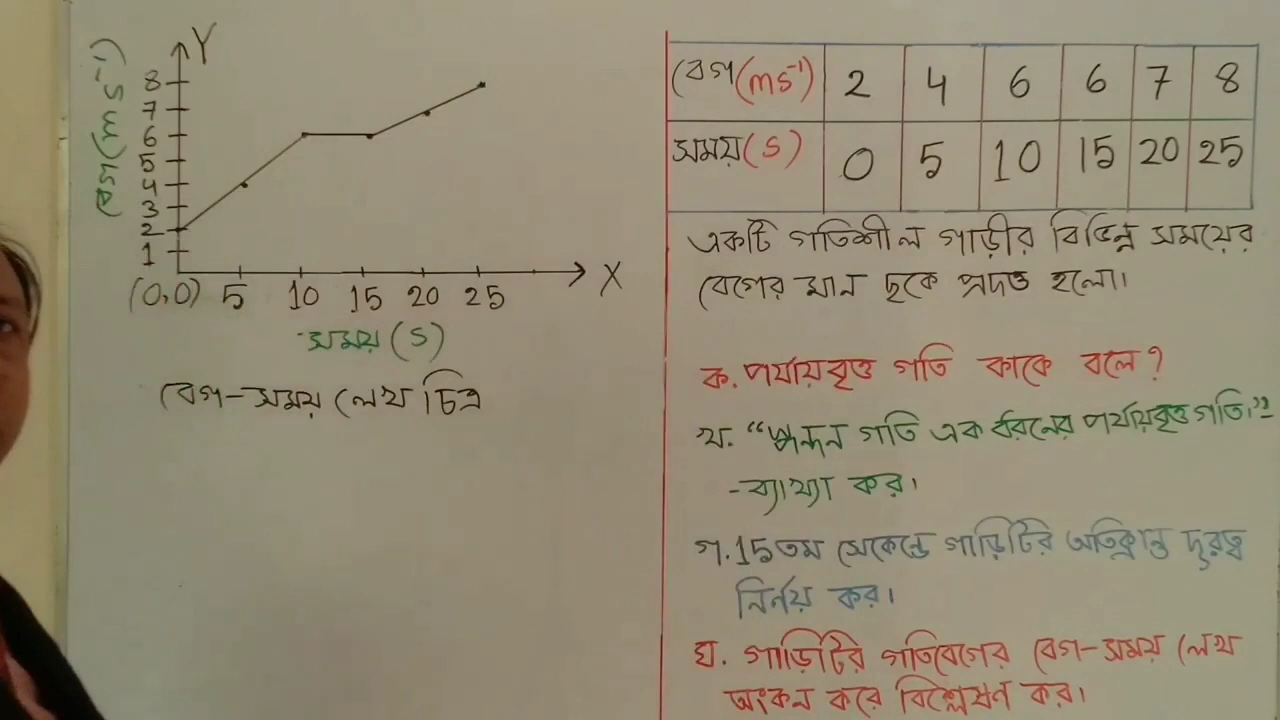 Y
8
7
6
5
4
3
2
1
বেগ(ms⁻¹)
(0,0) 5 10 15 20 25 X
সময় (s)
বেগ-সময় লেখ চিত্র
বেগ(ms⁻¹) 2 4 6 6 7 8
সময়(s) 0 5 10 15 20 25
একটি গতিশীল গাড়ীর বিভিন্ন সময়ের
বেগের মান ছকে প্রদত্ত হলো।
ক. পর্যায়বৃত্ত গতি কাকে বলে?
খ. “স্পন্দন গতি এক ধরনের পর্যায়বৃত্ত গতি।”
-ব্যাখ্যা কর।
গ. 15তম সেকেন্ডে গাড়িটির অতিক্রান্ত দূরত্ব
নির্নয় কর।
ঘ. গাড়িটির গতিবেগের বেগ-সময় লেখ
অংকন করে বিশ্লেষণ কর।